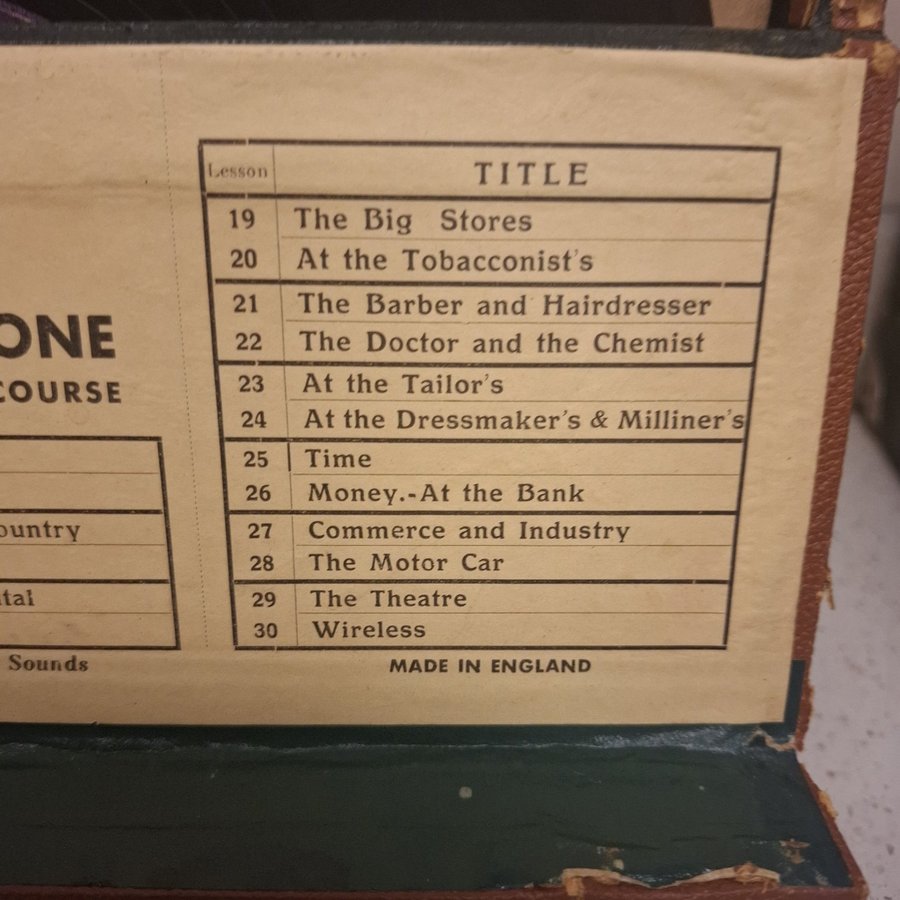 ONE
COURSE
ountry
tal
Sounds
Lesson TITLE
19 The Big Stores
20 At the Tobacconist's
21 The Barber and Hairdresser
22 The Doctor and the Chemist
23 At the Tailor's
24 At the Dressmaker's & Milliner's
25 Time
26 Money.-At the Bank
27 Commerce and Industry
28 The Motor Car
29 The Theatre
30 Wireless
MADE IN ENGLAND